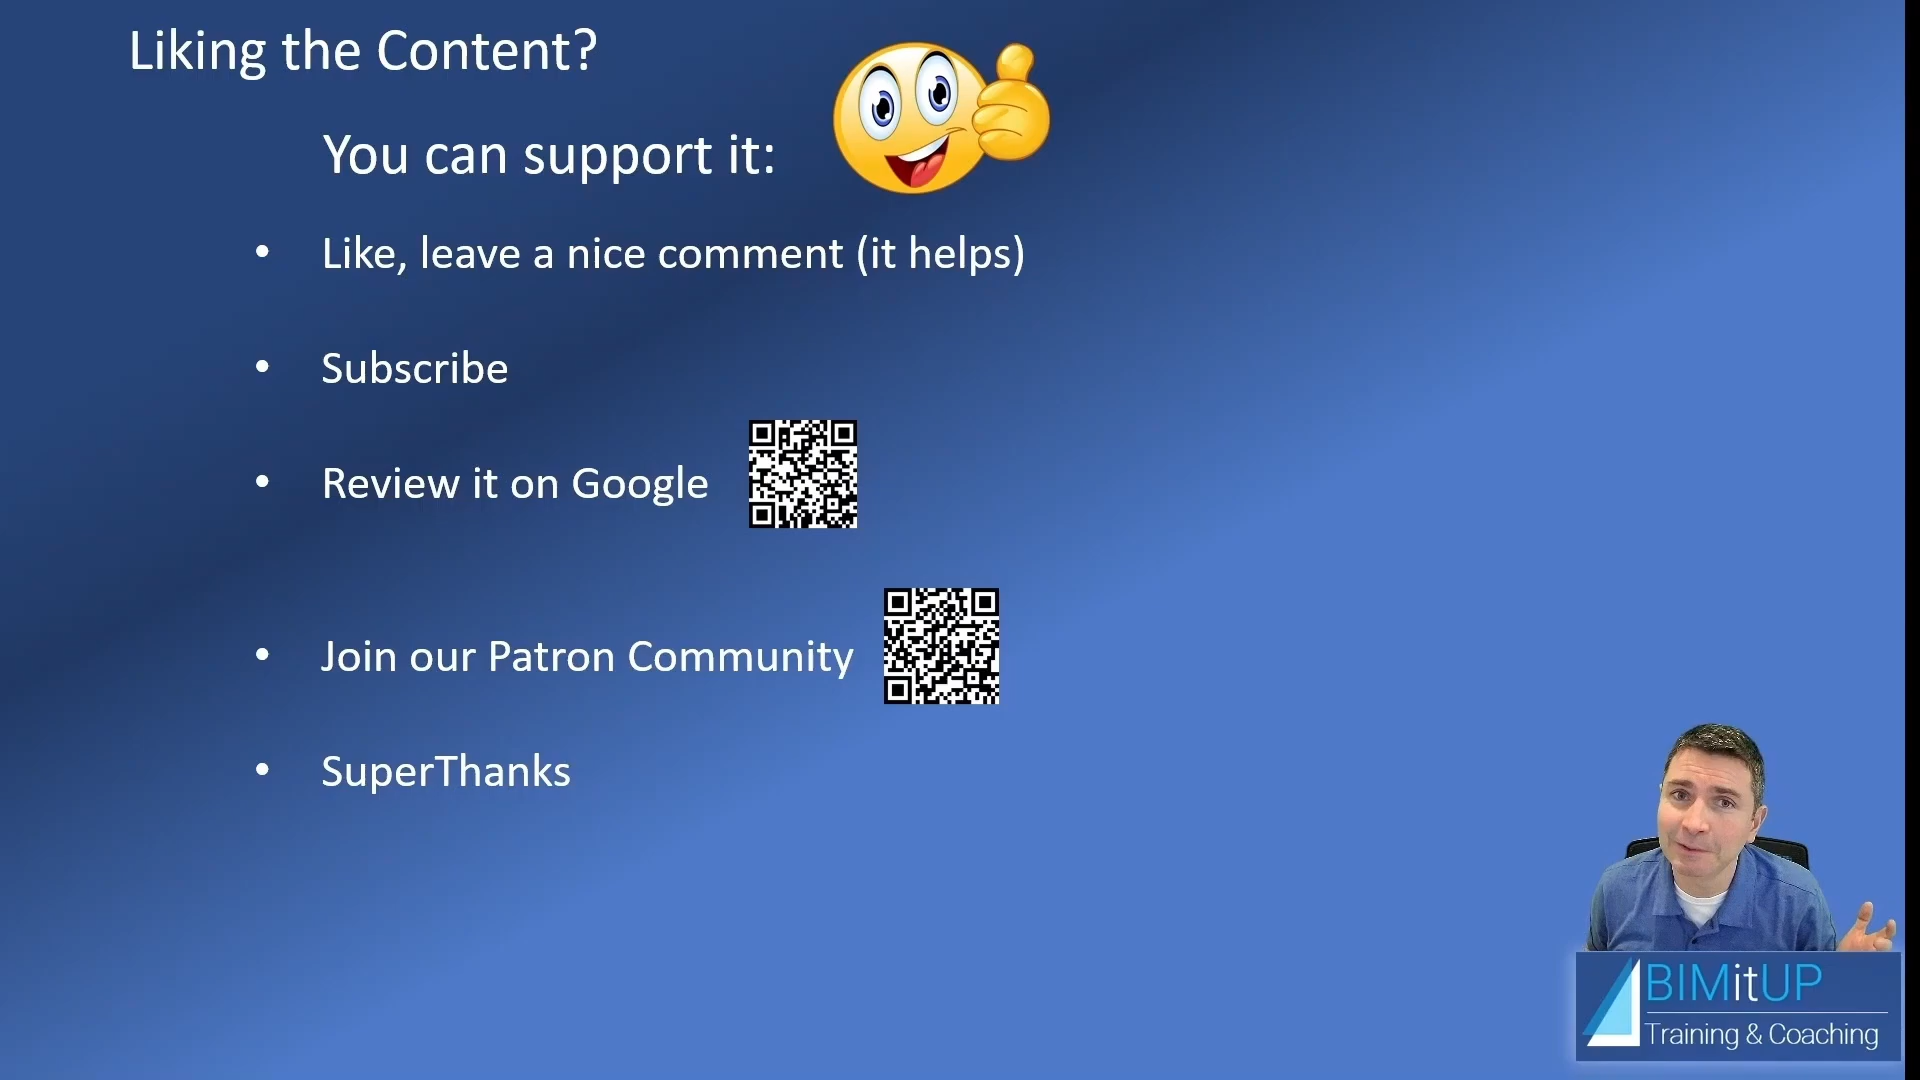 Liking the Content?
You can support it:
• Like, leave a nice comment (it helps)
• Subscribe
• Review it on Google
• Join our Patron Community
• SuperThanks
BIMitUP
Training & Coaching